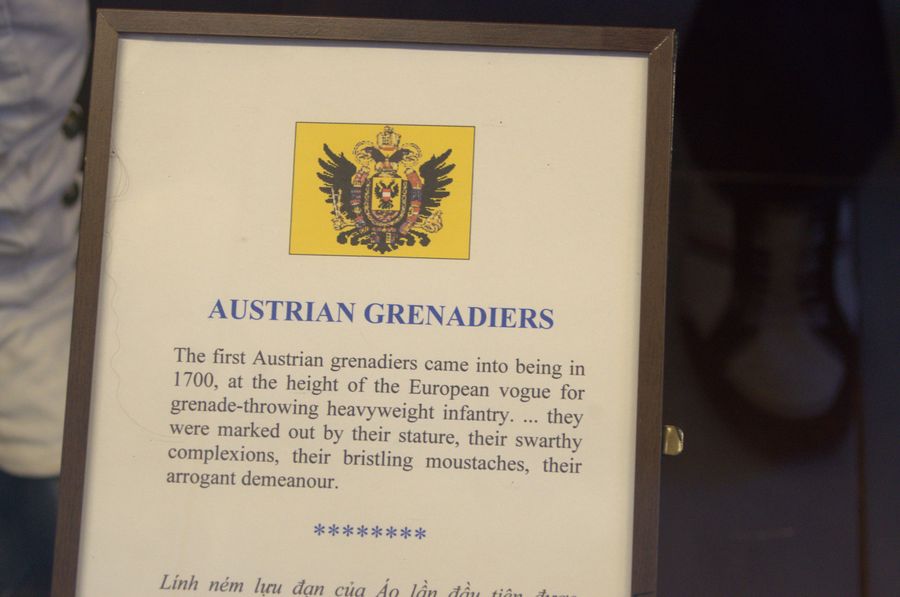 AUSTRIAN GRENADIERS
The first Austrian grenadiers came into being in
1700, at the height of the European vogue for
grenade-throwing heavyweight infantry. ... they
were marked out by their stature, their swarthy
complexions, their bristling moustaches, their
arrogant demeanour.
********
Lính ném lựu đạn của Áo lần đầu tiên được